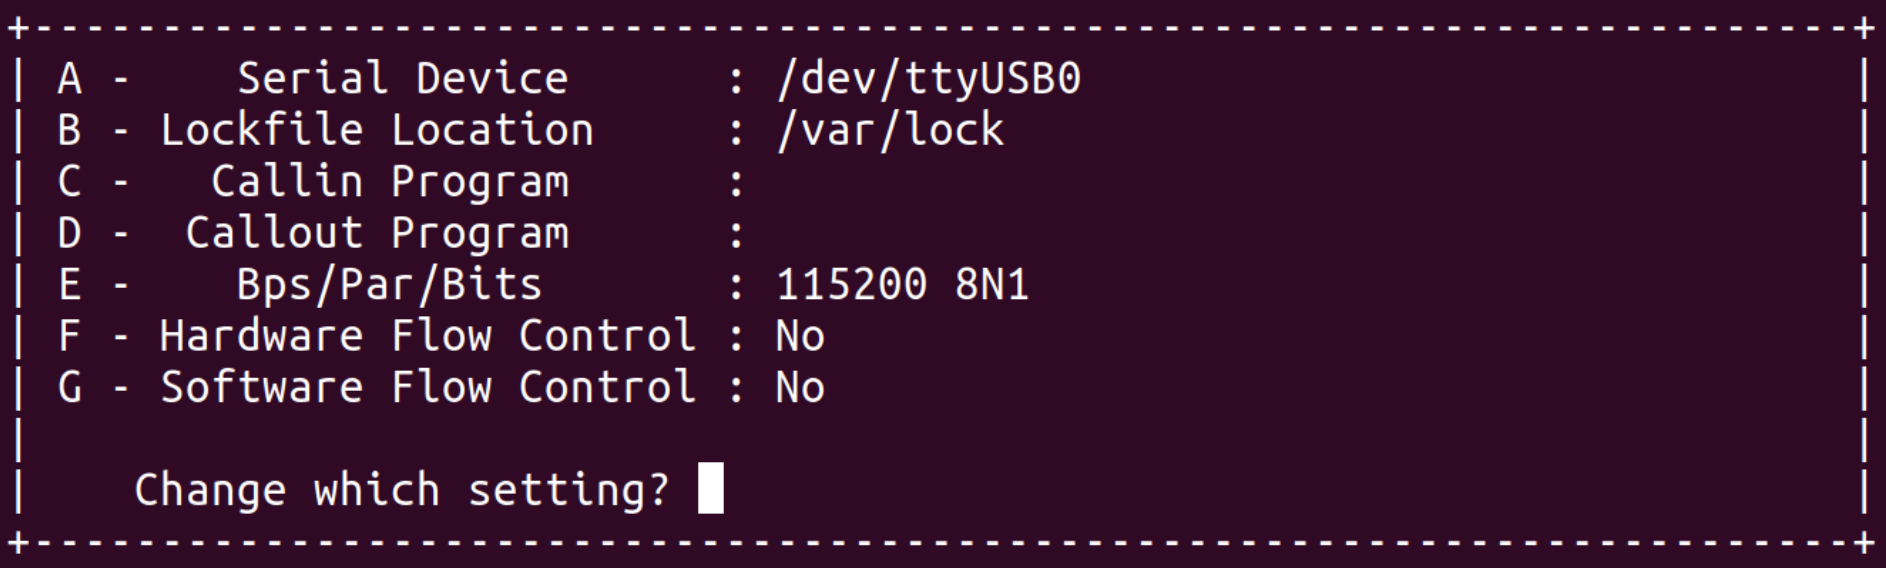 +-----------------------------------------------------------------------+
| A -    Serial Device      : /dev/ttyUSB0                              |
| B - Lockfile Location     : /var/lock                                 |
| C -   Callin Program      :                                           |
| D -  Callout Program      :                                           |
| E -    Bps/Par/Bits       : 115200 8N1                                |
| F - Hardware Flow Control : No                                        |
| G - Software Flow Control : No                                        |
|                                                                       |
|    Change which setting?                                              |
+-----------------------------------------------------------------------+